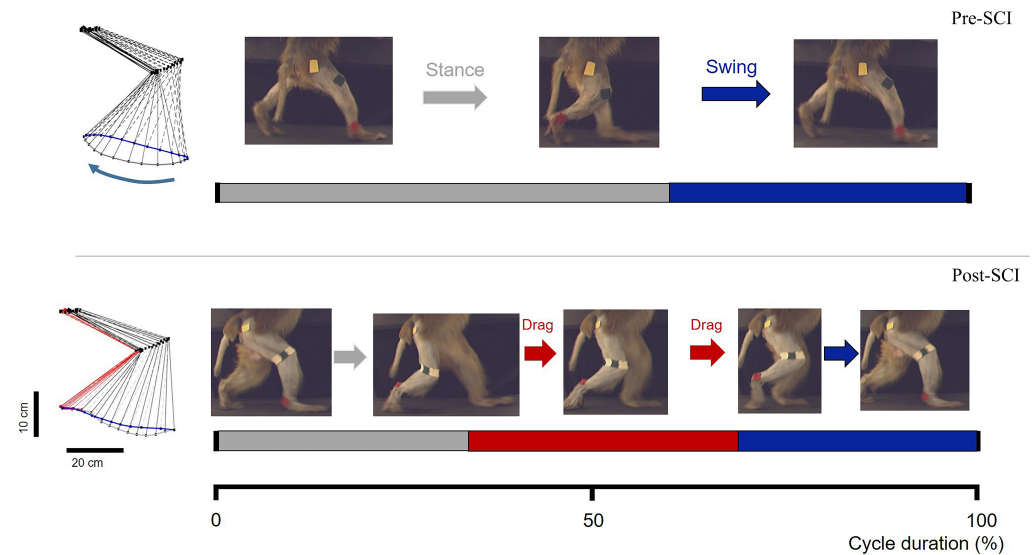 Pre-SCI
Stance
Swing
Post-SCI
Drag
Drag
10 cm
20 cm
0
50
100
Cycle duration (%)